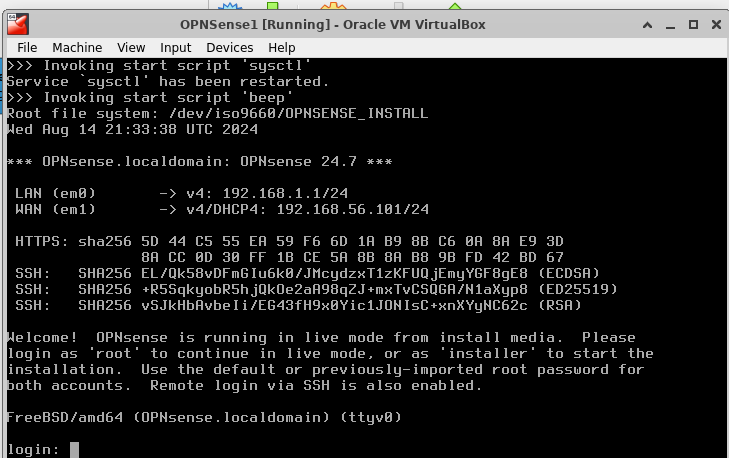 OPNSense1 [Running] - Oracle VM VirtualBox
File Machine View Input Devices Help
>>> Invoking start script 'sysctl'
Service `sysctl' has been restarted.
>>> Invoking start script 'beep'
Root file system: /dev/iso9660/OPNSENSE_INSTALL
Wed Aug 14 21:33:38 UTC 2024
*** OPNsense.localdomain: OPNsense 24.7 ***
LAN (em0) -> v4: 192.168.1.1/24
WAN (em1) -> v4/DHCP4: 192.168.56.101/24
HTTPS: sha256 5D 44 C5 55 EA 59 F6 6D 1A B9 8B C6 0A 8A E9 3D
8A CC 0D 30 FF 1B CE 5A 8B 8A B8 9B FD 42 BD 67
SSH: SHA256 EL/Qk58vDFmGIu6k0/JMcydzxT1zKFUQjEmyYGF8gE8 (ECDSA)
SSH: SHA256 +R5SqkyobR5hjQkOe2aA98qZJ+mxTvCSQGA/N1aXyp8 (ED25519)
SSH: SHA256 vSJkHbAvbeIi/EG43fH9x0Yic1JONIsC+xnXYyNC62c (RSA)
Welcome! OPNsense is running in live mode from install media. Please
login as 'root' to continue in live mode, or as 'installer' to start the
installation. Use the default or previously-imported root password for
both accounts. Remote login via SSH is also enabled.
FreeBSD/amd64 (OPNsense.localdomain) (ttyv0)
login: